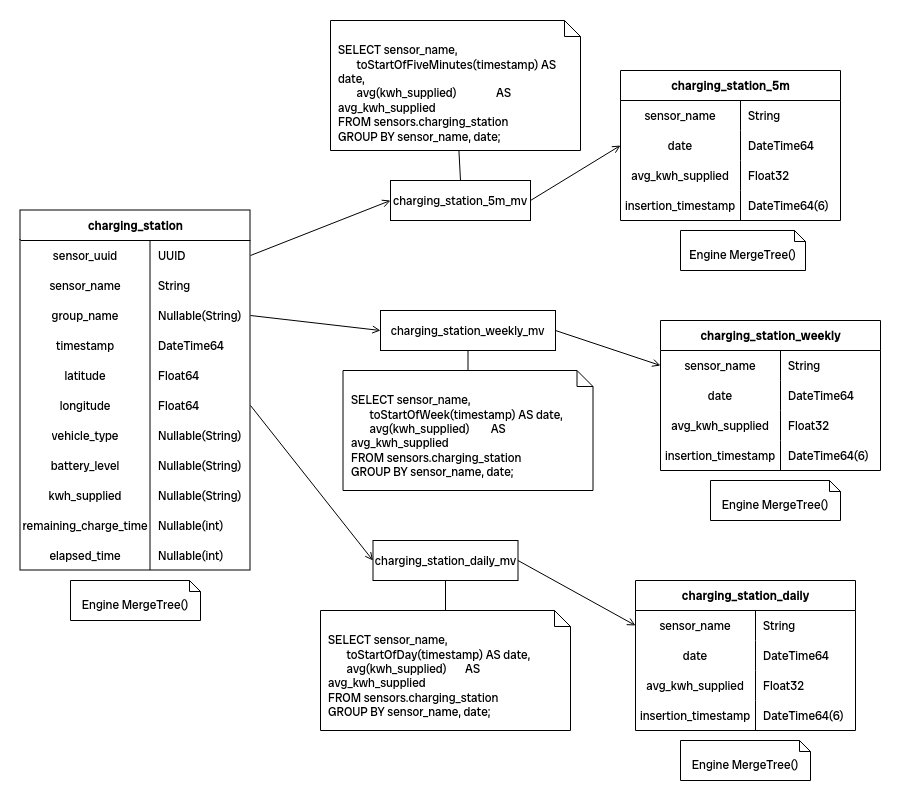 SELECT sensor_name,
toStartOfFiveMinutes(timestamp) AS
date,
avg(kwh_supplied) AS
avg_kwh_supplied
FROM sensors.charging_station
GROUP BY sensor_name, date;
charging_station_5m
sensor_name String
date DateTime64
avg_kwh_supplied Float32
insertion_timestamp DateTime64(6)
Engine MergeTree()
charging_station_5m_mv
charging_station
sensor_uuid UUID
sensor_name String
group_name Nullable(String)
timestamp DateTime64
latitude Float64
longitude Float64
vehicle_type Nullable(String)
battery_level Nullable(String)
kwh_supplied Nullable(String)
remaining_charge_time Nullable(int)
elapsed_time Nullable(int)
Engine MergeTree()
charging_station_weekly_mv
SELECT sensor_name,
toStartOfWeek(timestamp) AS date,
avg(kwh_supplied) AS
avg_kwh_supplied
FROM sensors.charging_station
GROUP BY sensor_name, date;
charging_station_weekly
sensor_name String
date DateTime64
avg_kwh_supplied Float32
insertion_timestamp DateTime64(6)
Engine MergeTree()
charging_station_daily_mv
SELECT sensor_name,
toStartOfDay(timestamp) AS date,
avg(kwh_supplied) AS
avg_kwh_supplied
FROM sensors.charging_station
GROUP BY sensor_name, date;
charging_station_daily
sensor_name String
date DateTime64
avg_kwh_supplied Float32
insertion_timestamp DateTime64(6)
Engine MergeTree()